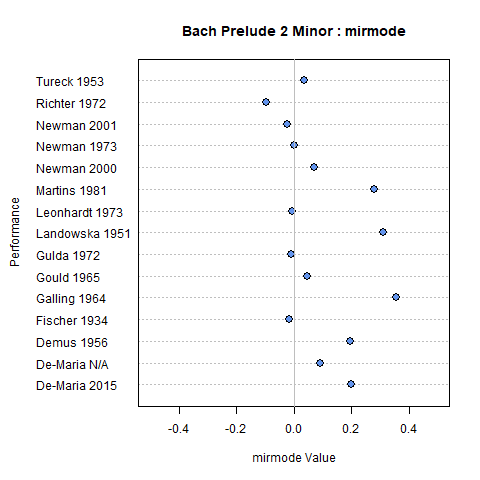 Bach Prelude 2 Minor : mirmode
Performance
Tureck 1953
Richter 1972
Newman 2001
Newman 1973
Newman 2000
Martins 1981
Leonhardt 1973
Landowska 1951
Gulda 1972
Gould 1965
Galling 1964
Fischer 1934
Demus 1956
De-Maria N/A
De-Maria 2015
-0.4 -0.2 0.0 0.2 0.4
mirmode Value